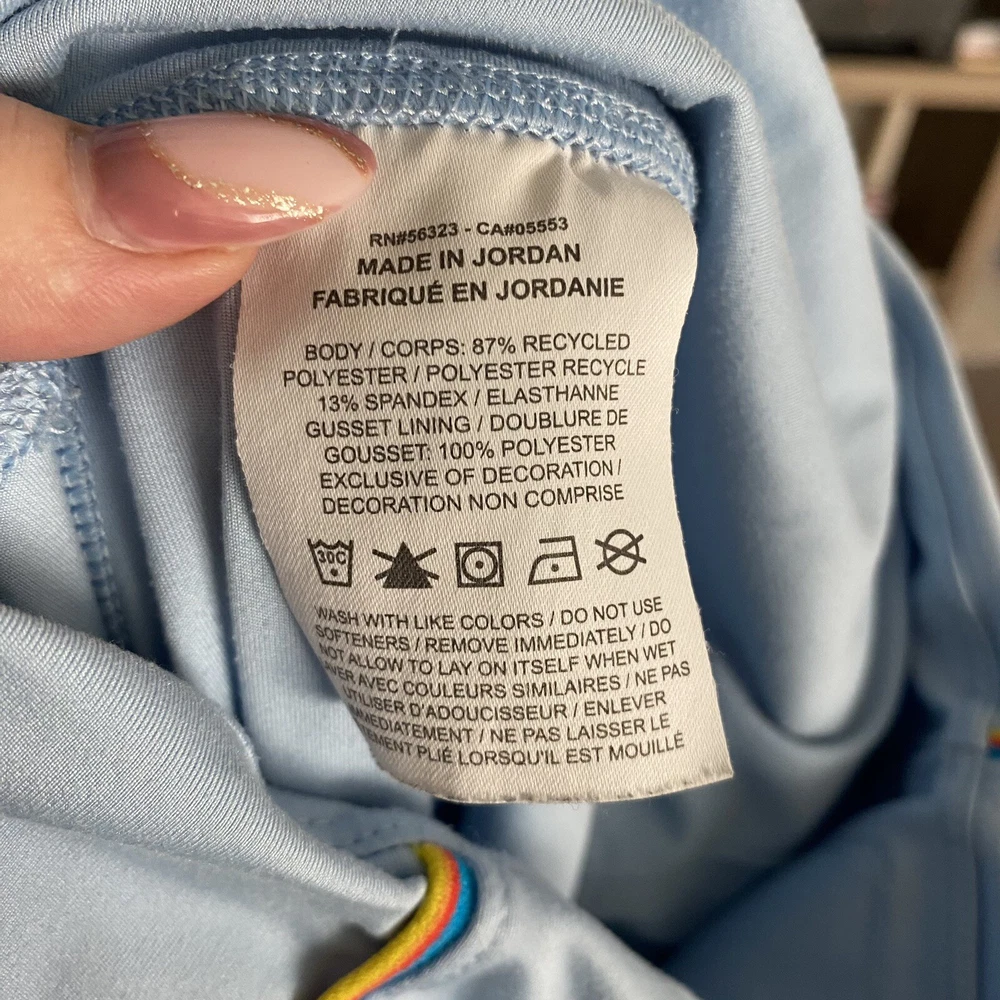 RN#56323 - CA#05553
MADE IN JORDAN
FABRIQUÉ EN JORDANIE
BODY / CORPS: 87% RECYCLED
POLYESTER / POLYESTER RECYCLE
13% SPANDEX / ELASTHANNE
GUSSET LINING / DOUBLURE DE
GOUSSET: 100% POLYESTER
EXCLUSIVE OF DECORATION /
DECORATION NON COMPRISE
30C
WASH WITH LIKE COLORS / DO NOT USE
SOFTENERS / REMOVE IMMEDIATELY / DO
NOT ALLOW TO LAY ON ITSELF WHEN WET
AVEC COULEURS SIMILAIRES / NE PAS
UTILISER D'ADOUCISSEUR / ENLEVER
/ NE PAS LAISSER LE
PLIÉ LORSQU'IL EST MOUILLÉ